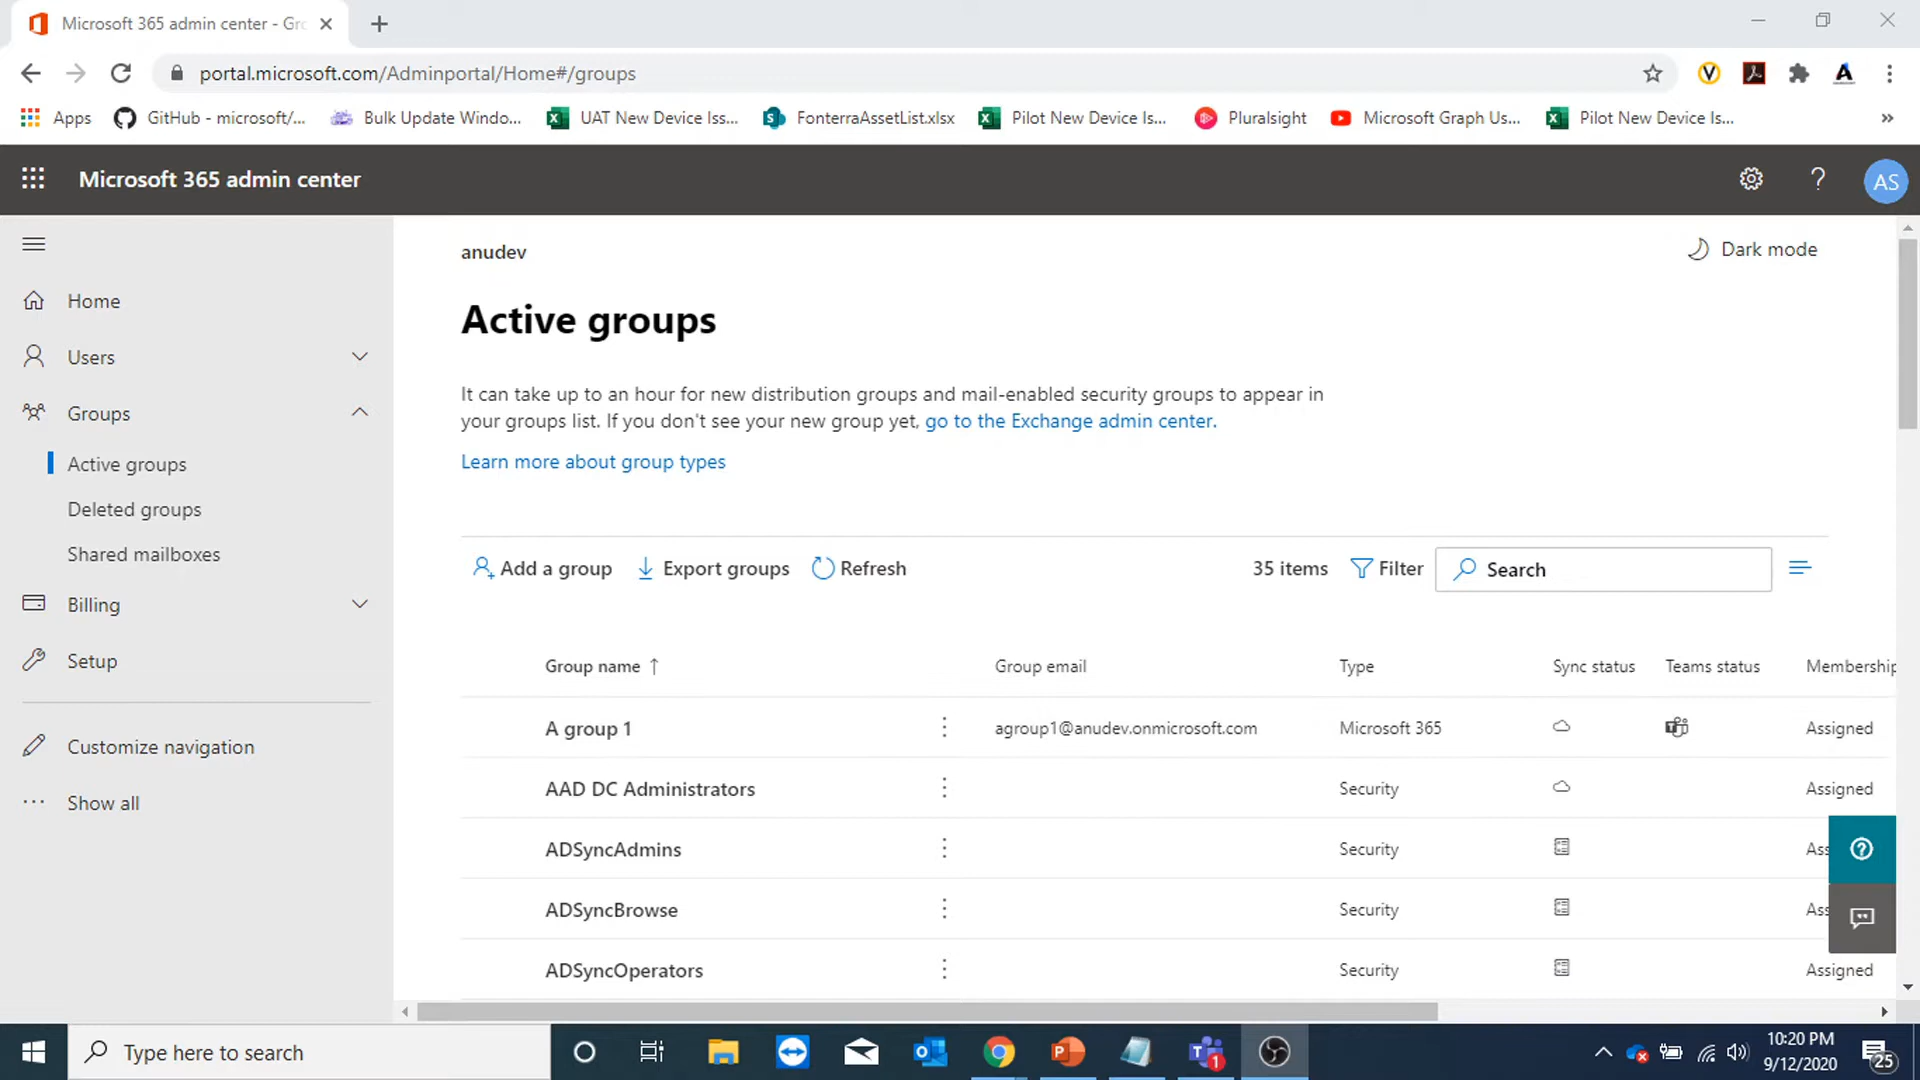 Microsoft 365 admin center - Gro
portal.microsoft.com/Adminportal/Home#/groups
Apps
GitHub - microsoft/...
Bulk Update Windo...
UAT New Device Iss...
FonterraAssetList.xlsx
Pilot New Device Is...
Pluralsight
Microsoft Graph Us...
Pilot New Device Is...
»
Microsoft 365 admin center
?
AS
anudev
Dark mode
Home
Users
Groups
Active groups
Deleted groups
Shared mailboxes
Billing
Setup
Customize navigation
Show all
Active groups
It can take up to an hour for new distribution groups and mail-enabled security groups to appear in
your groups list. If you don't see your new group yet, go to the Exchange admin center.
Learn more about group types
Add a group
Export groups
Refresh
35 items
Filter
Search
Group name ↑ Group email Type Sync status Teams status Membership
A group 1 agroup1@anudev.onmicrosoft.com Microsoft 365 Assigned
AAD DC Administrators Security Assigned
ADSyncAdmins Security Ass
ADSyncBrowse Security Ass
ADSyncOperators Security Assigned
Type here to search
1
10:20 PM
9/12/2020
25